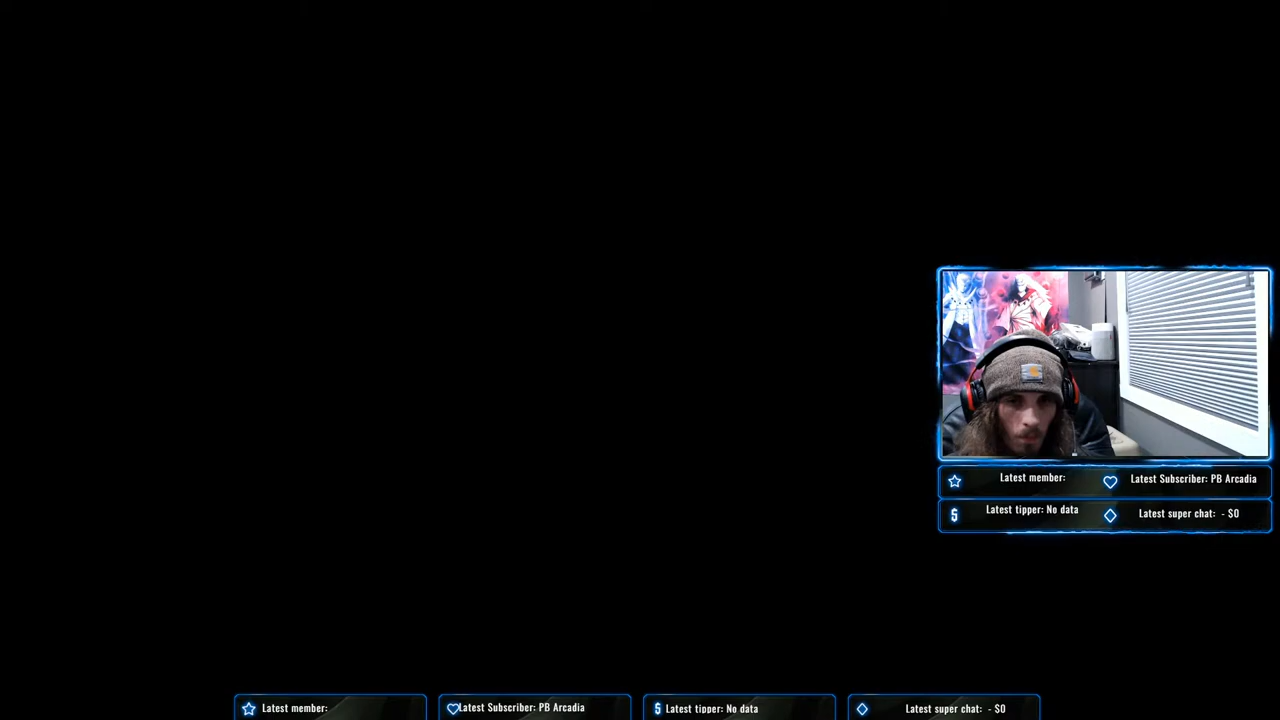 Latest member:
Latest Subscriber: PB Arcadia
Latest tipper: No data
Latest super chat: - $0
Latest member:
Latest Subscriber: PB Arcadia
Latest tipper: No data
Latest super chat: - $0